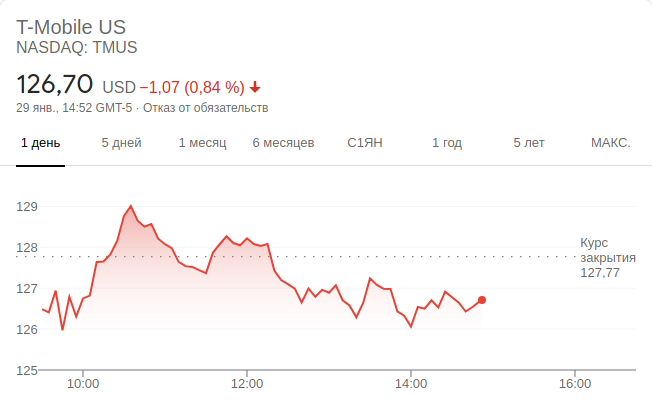 T-Mobile US
NASDAQ: TMUS
126,70 USD −1,07 (0,84 %)
29 янв., 14:52 GMT-5 · Отказ от обязательств
1 день 5 дней 1 месяц 6 месяцев С1ЯН 1 год 5 лет МАКС.
129
128
127
126
125
Курс
закрытия
127,77
10:00 12:00 14:00 16:00